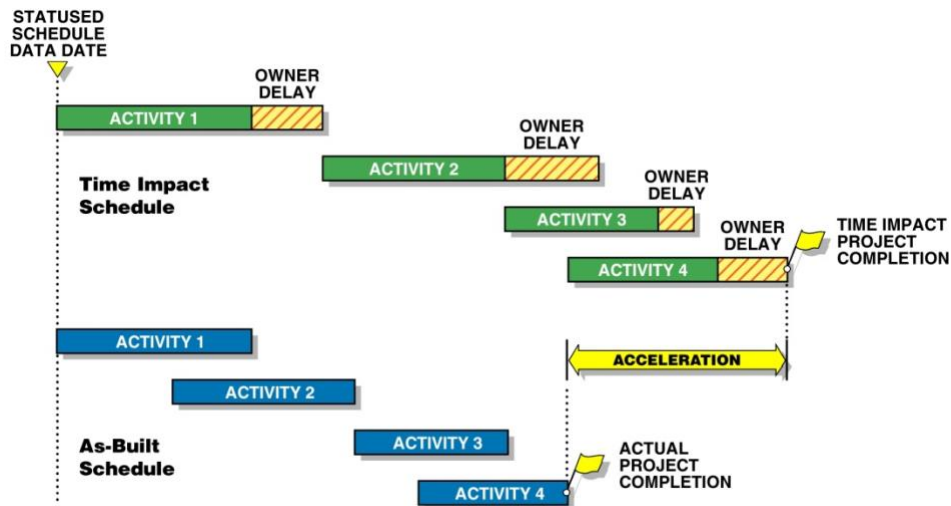 STATUSED
SCHEDULE
DATA DATE
OWNER
DELAY
ACTIVITY 1
OWNER
DELAY
ACTIVITY 2
Time Impact
Schedule
OWNER
DELAY
ACTIVITY 3
OWNER
DELAY
ACTIVITY 4
TIME IMPACT
PROJECT
COMPLETION
ACTIVITY 1
ACCELERATION
ACTIVITY 2
ACTIVITY 3
As-Built
Schedule
ACTIVITY 4
ACTUAL
PROJECT
COMPLETION